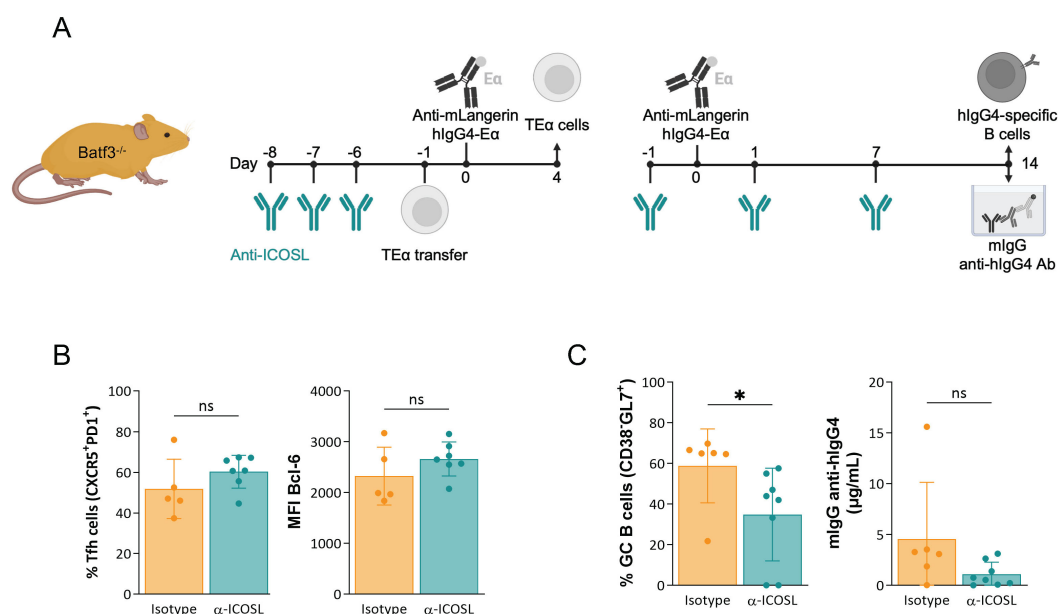 A
Batf3-/-
Day
-8
-7
-6
-1
0
4
Eα
Anti-mLangerin
hIgG4-Eα
TEα cells
Anti-ICOSL
TEα transfer
-1
0
1
7
14
Eα
Anti-mLangerin
hIgG4-Eα
hIgG4-specific
B cells
mIgG
anti-hIgG4 Ab
B
% Tfh cells (CXCR5+PD1+)
100
80
60
40
20
0
ns
Isotype
α-ICOSL
MFI Bcl-6
4000
3000
2000
1000
0
ns
Isotype
α-ICOSL
C
% GC B cells (CD38-GL7+)
100
80
60
40
20
0
*
Isotype
α-ICOSL
mIgG anti-hIgG4
(µg/mL)
20
15
10
5
0
ns
Isotype
α-ICOSL